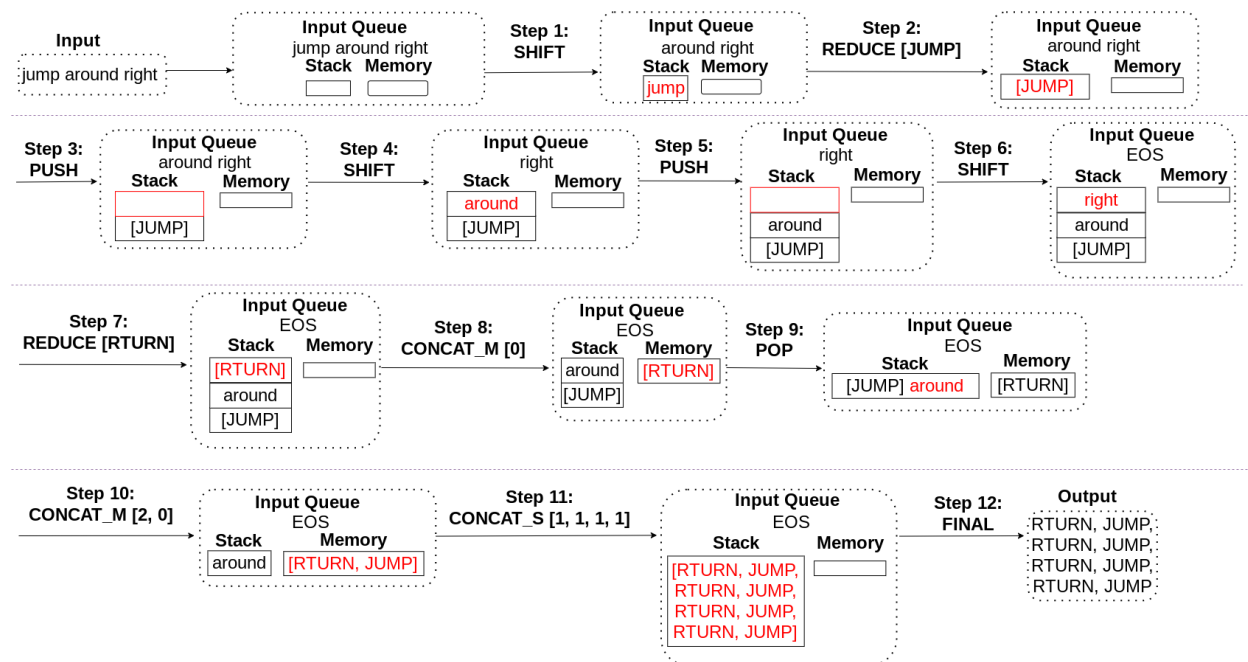 Input
jump around right
Input Queue
jump around right
Stack Memory
Step 1:
SHIFT
Input Queue
around right
Stack Memory
jump
Step 2:
REDUCE [JUMP]
Input Queue
around right
Stack Memory
[JUMP]
Step 3:
PUSH
Input Queue
around right
Stack Memory
[JUMP]
Step 4:
SHIFT
Input Queue
right
Stack Memory
around
[JUMP]
Step 5:
PUSH
Input Queue
right
Stack Memory
around
[JUMP]
Step 6:
SHIFT
Input Queue
EOS
Stack Memory
right
around
[JUMP]
Step 7:
REDUCE [RTURN]
Input Queue
EOS
Stack Memory
[RTURN]
around
[JUMP]
Step 8:
CONCAT_M [0]
Input Queue
EOS
Stack Memory
around [RTURN]
[JUMP]
Step 9:
POP
Input Queue
EOS
Stack Memory
[JUMP] around [RTURN]
Step 10:
CONCAT_M [2, 0]
Input Queue
EOS
Stack Memory
around [RTURN, JUMP]
Step 11:
CONCAT_S [1, 1, 1, 1]
Input Queue
EOS
Stack Memory
[RTURN, JUMP,
RTURN, JUMP,
RTURN, JUMP,
RTURN, JUMP]
Step 12:
FINAL
Output
RTURN, JUMP,
RTURN, JUMP,
RTURN, JUMP,
RTURN, JUMP